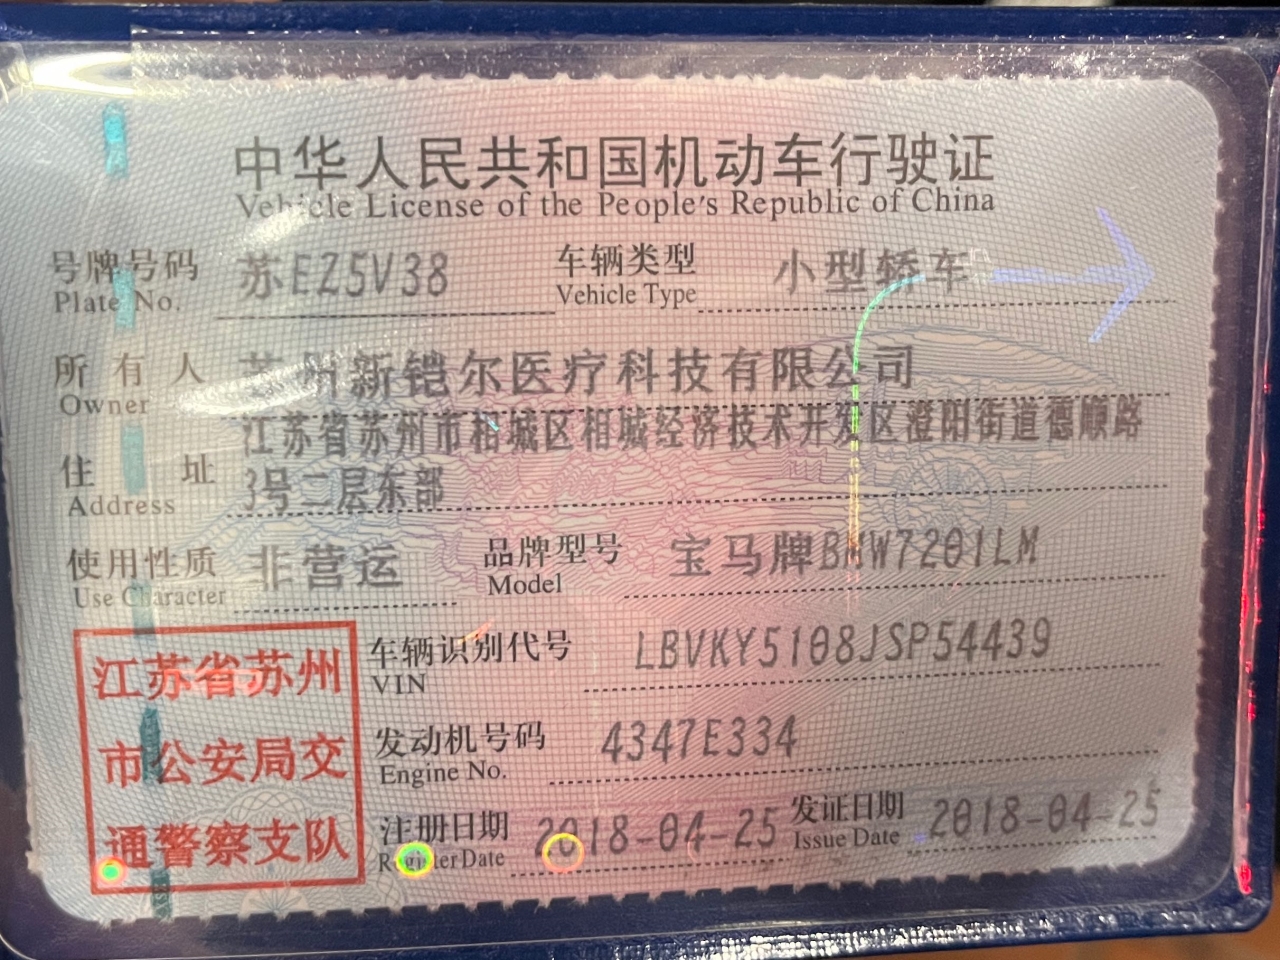 中华人民共和国机动车行驶证
Vehicle License of the People's Republic of China
号牌号码 苏EZ5V38 车辆类型 小型轿车
Plate No. Vehicle Type
所有人 苏州新铠尔医疗科技有限公司
Owner
江苏省苏州市相城区相城经济技术开发区澄阳街道德顺路
住址 3号二层东部
Address
使用性质 非营运 品牌型号 宝马牌BMW7201LM
Use Character Model
江苏省苏州 车辆识别代号 LBVKY5108JSP54439
VIN
市公安局交 发动机号码 4347E334
Engine No.
通警察支队 注册日期 2018-04-25 发证日期 2018-04-25
Register Date Issue Date